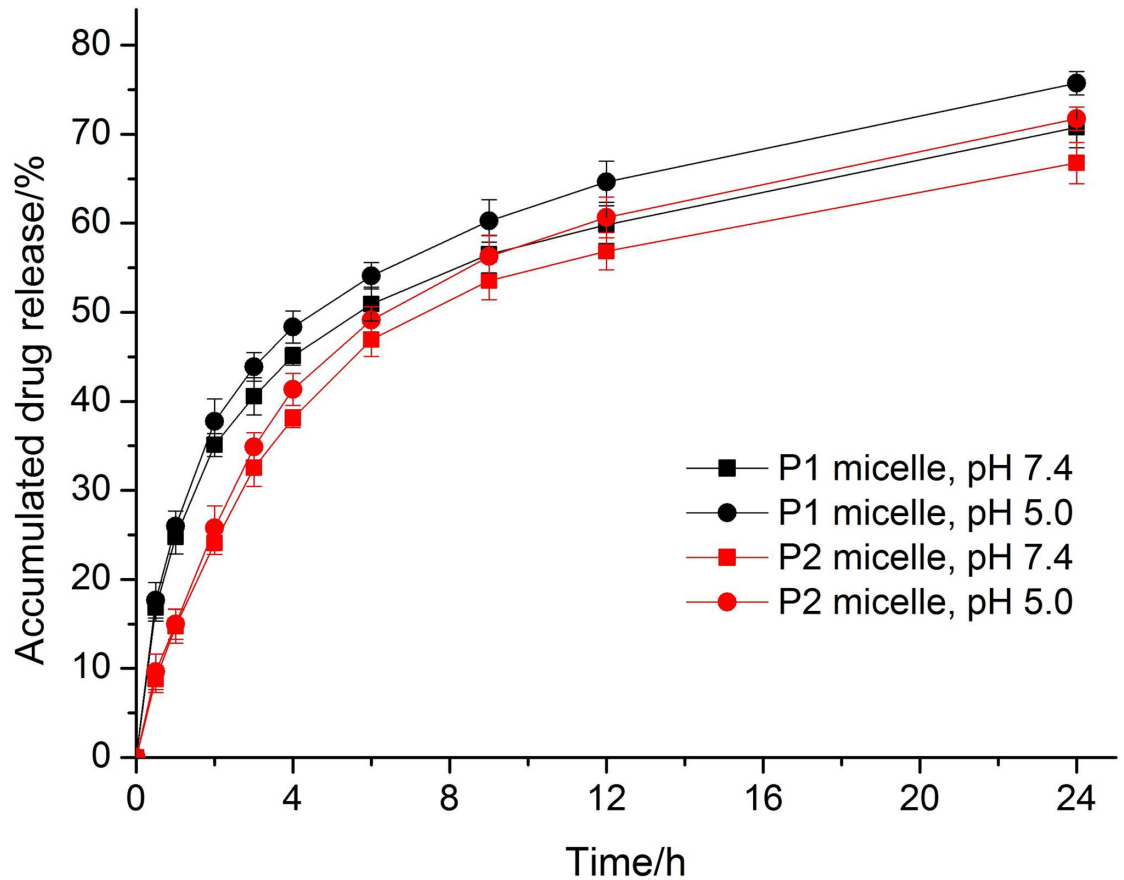 Accumulated drug release/%
80
70
60
50
40
30
20
10
0
P1 micelle, pH 7.4
P1 micelle, pH 5.0
P2 micelle, pH 7.4
P2 micelle, pH 5.0
0 4 8 12 16 20 24
Time/h